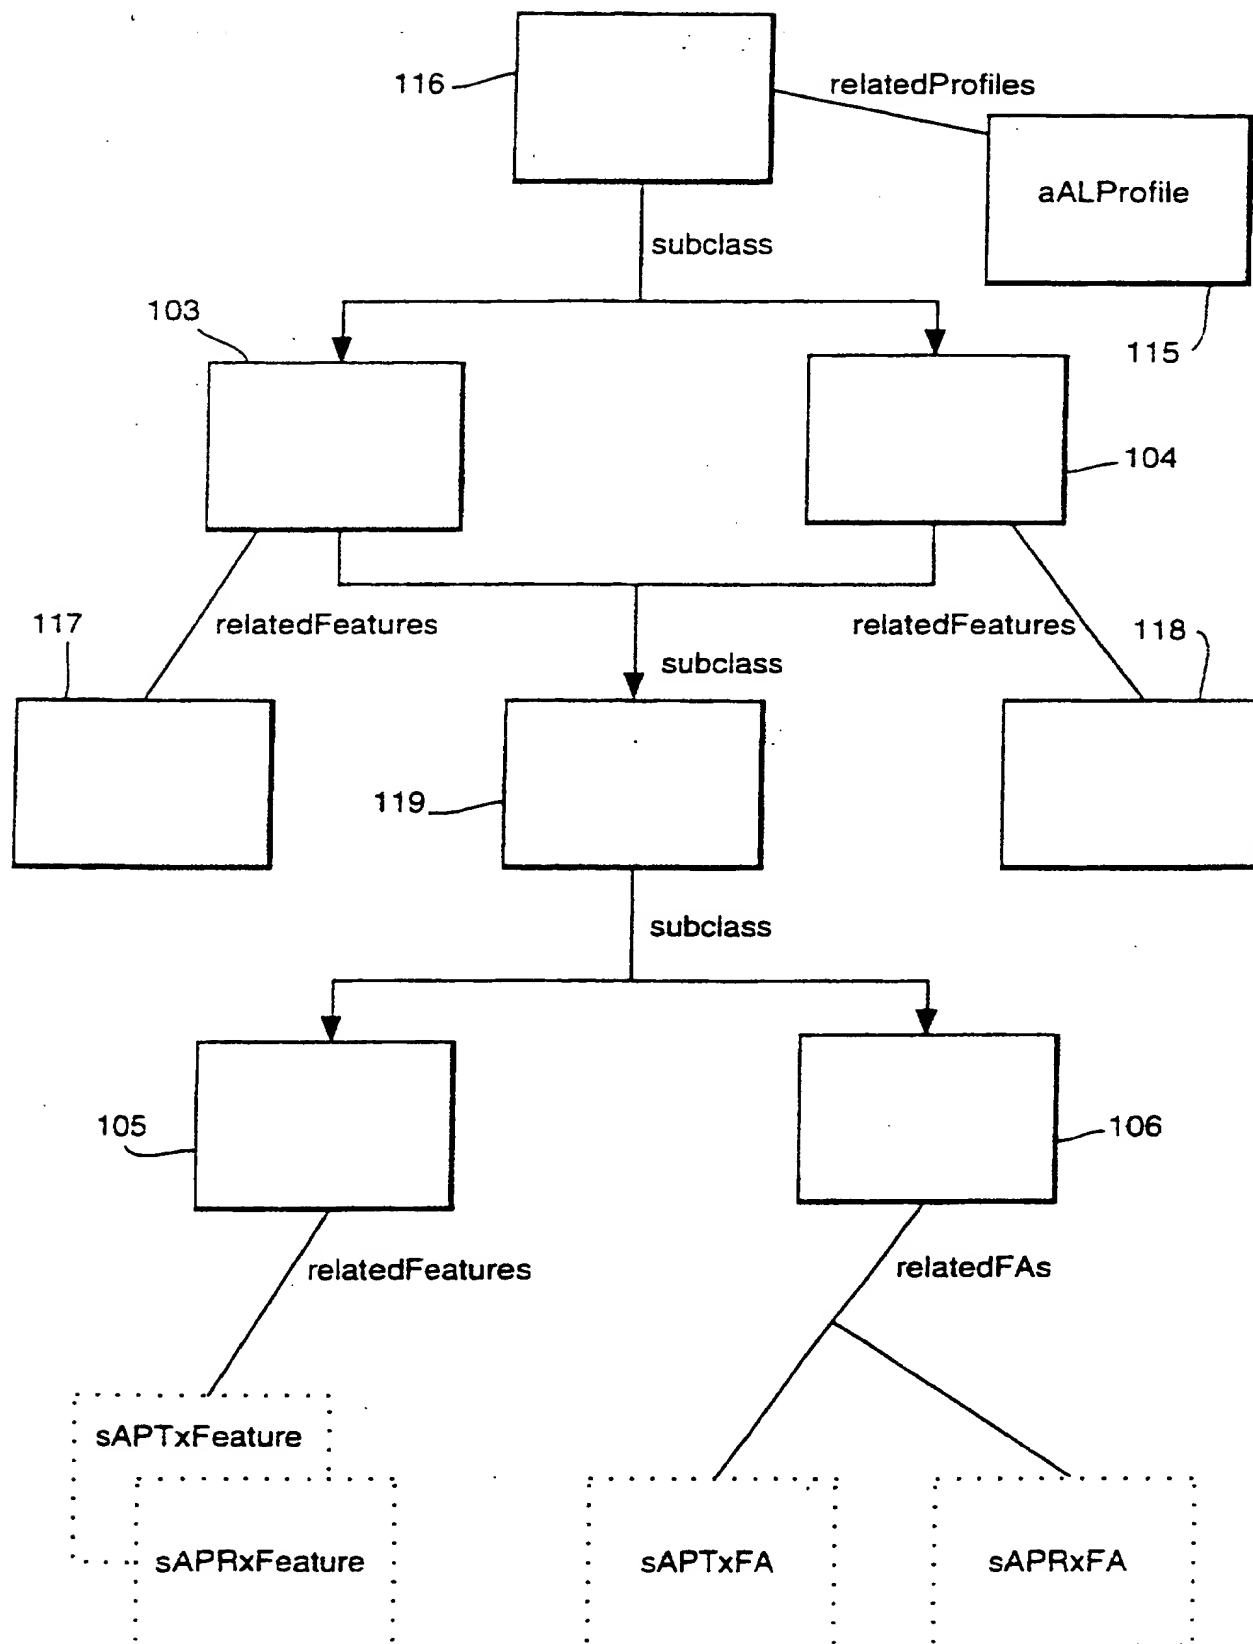 116
relatedProfiles
aALProfile
subclass
103
115
104
117
relatedFeatures
relatedFeatures
118
subclass
119
subclass
105
106
relatedFeatures
relatedFAs
sAPTxFeature
sAPRxFeature
sAPTxFA
sAPRxFA